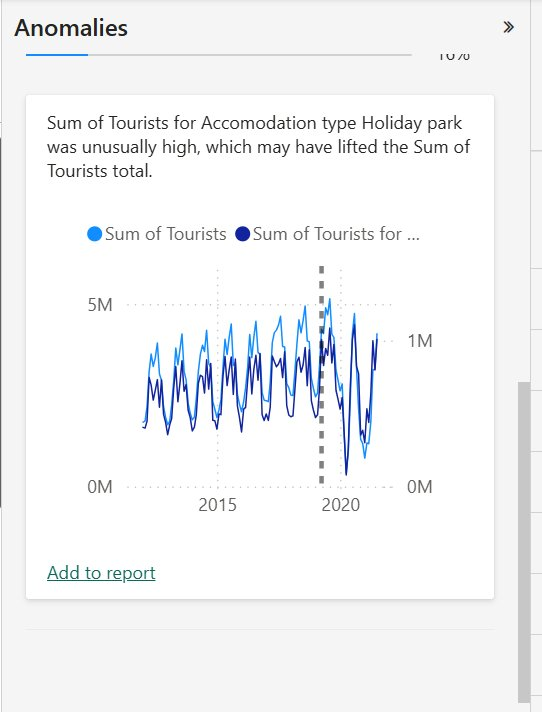 Anomalies
16%
Sum of Tourists for Accomodation type Holiday park
was unusually high, which may have lifted the Sum of
Tourists total.
Sum of Tourists Sum of Tourists for ...
5M
1M
0M 0M
2015 2020
Add to report